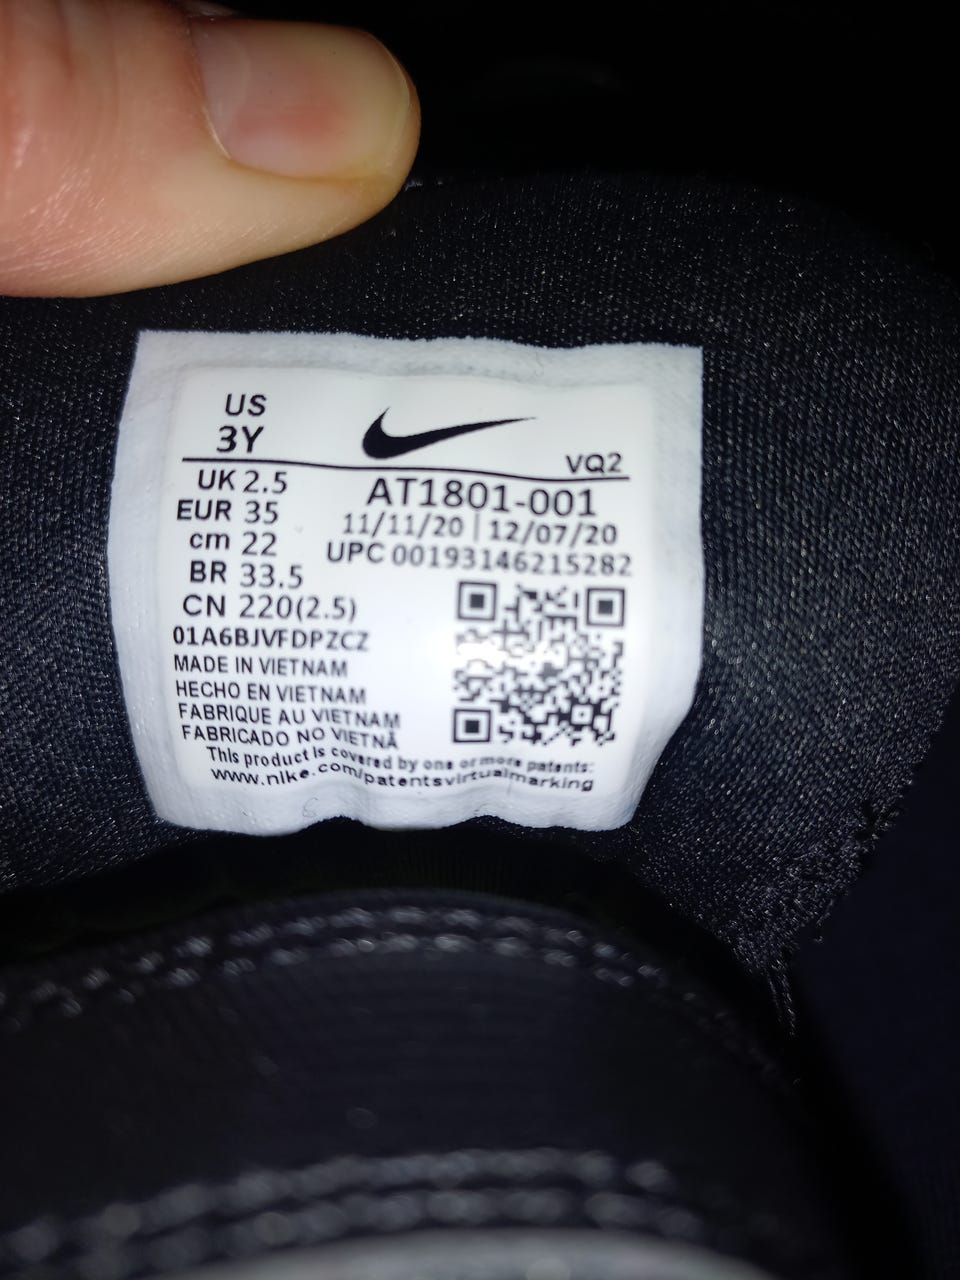 US
3Y
VQ2
UK 2.5
EUR 35
cm 22
BR 33.5
CN 220(2.5)
AT1801-001
11/11/20 | 12/07/20
UPC 00193146215282
01A6BJVFDPZCZ
MADE IN VIETNAM
HECHO EN VIETNAM
FABRIQUE AU VIETNAM
FABRICADO NO VIETNÃ
This product is covered by one or more patents:
www.nike.com/patentsvirtualmarking